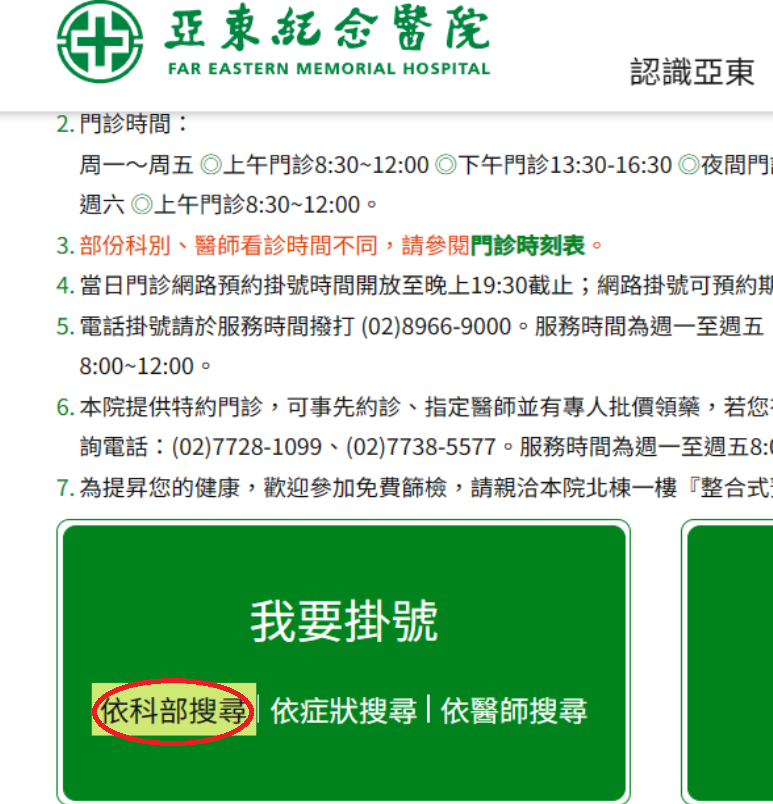 亞東紀念醫院
FAR EASTERN MEMORIAL HOSPITAL
認識亞東
2. 門診時間：
周一～周五 ◎上午門診8:30~12:00 ◎下午門診13:30-16:30 ◎夜間門
週六 ◎上午門診8:30~12:00。
3. 部份科別、醫師看診時間不同，請參閱門診時刻表。
4. 當日門診網路預約掛號時間開放至晚上19:30截止；網路掛號可預約期
5. 電話掛號請於服務時間撥打 (02)8966-9000。服務時間為週一至週五
8:00~12:00。
6. 本院提供特約門診，可事先約診、指定醫師並有專人批價領藥，若您
詢電話：(02)7728-1099、(02)7738-5577。服務時間為週一至週五8:
7. 為提昇您的健康，歡迎參加免費篩檢，請親洽本院北棟一樓『整合式
我要掛號
依科部搜尋 | 依症狀搜尋 | 依醫師搜尋